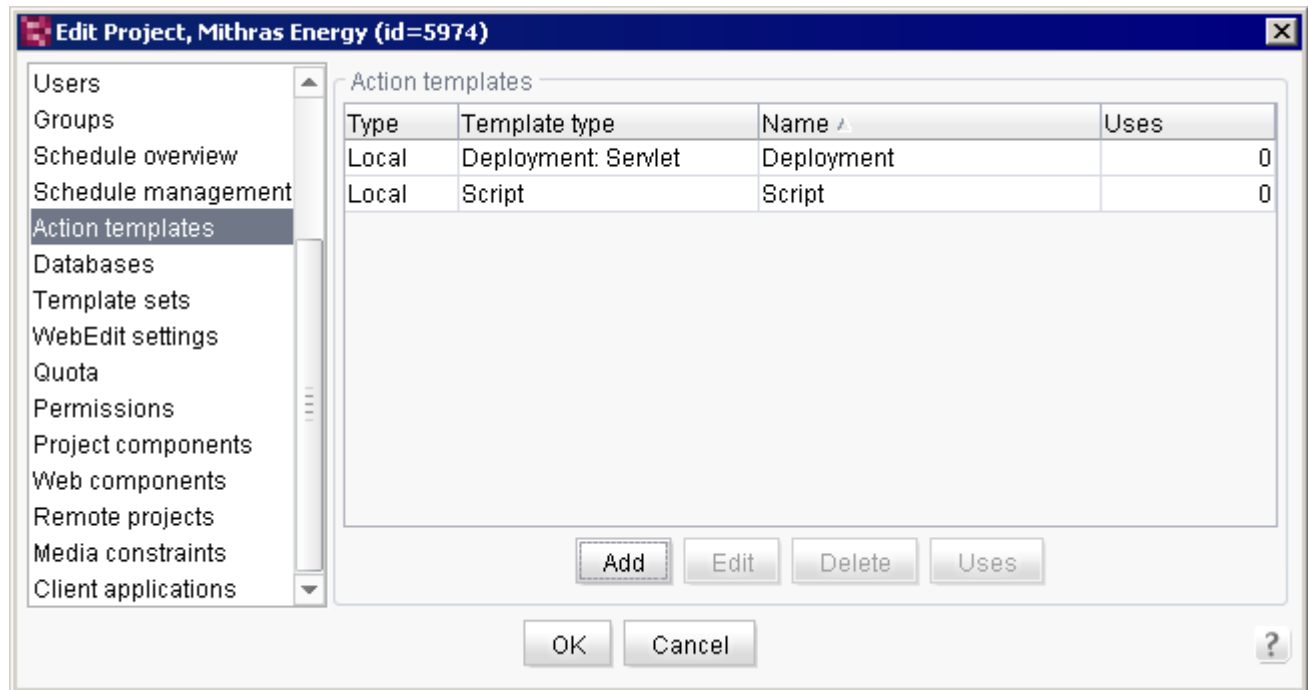 Edit Project, Mithras Energy (id=5974)
Users
Groups
Schedule overview
Schedule management
Action templates
Databases
Template sets
WebEdit settings
Quota
Permissions
Project components
Web components
Remote projects
Media constraints
Client applications
Action templates
Type Template type Name Uses
Local Deployment: Servlet Deployment 0
Local Script Script 0
Add Edit Delete Uses
OK Cancel ?